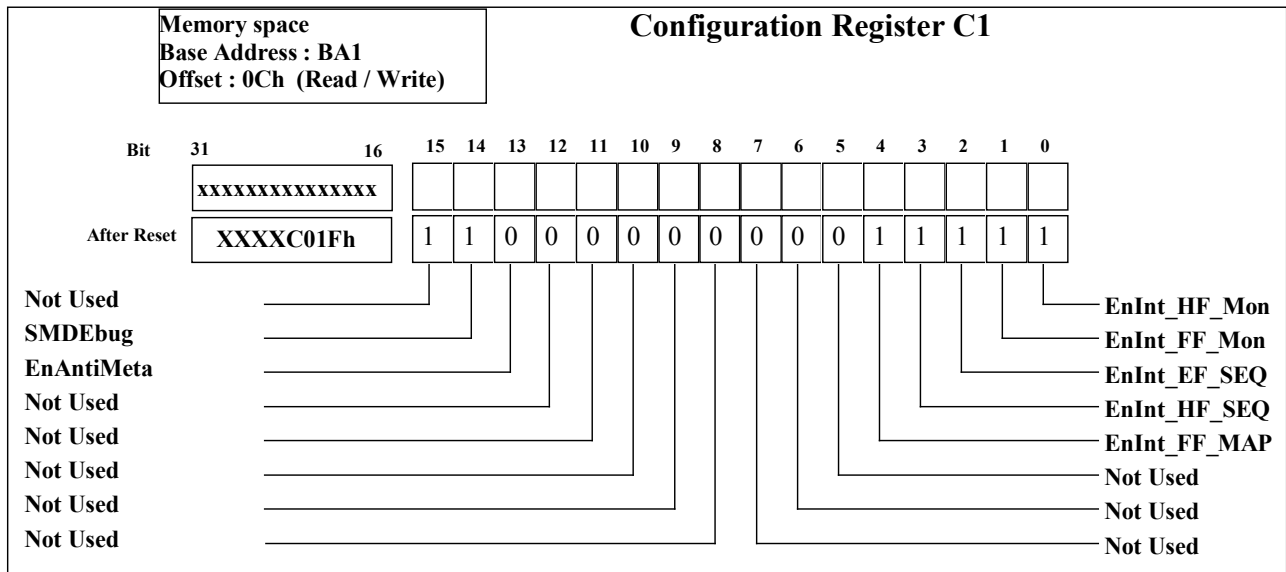 Memory space
Base Address : BA1
Offset : 0Ch (Read / Write)
Configuration Register C1
Bit 31 16 15 14 13 12 11 10 9 8 7 6 5 4 3 2 1 0
xxxxxxxxxxxxxxx
After Reset XXXXC01Fh 1 1 0 0 0 0 0 0 0 0 0 1 1 1 1 1
Not Used
SMDEbug
EnAntiMeta
Not Used
Not Used
Not Used
Not Used
Not Used
EnInt_HF_Mon
EnInt_FF_Mon
EnInt_EF_SEQ
EnInt_HF_SEQ
EnInt_FF_MAP
Not Used
Not Used
Not Used